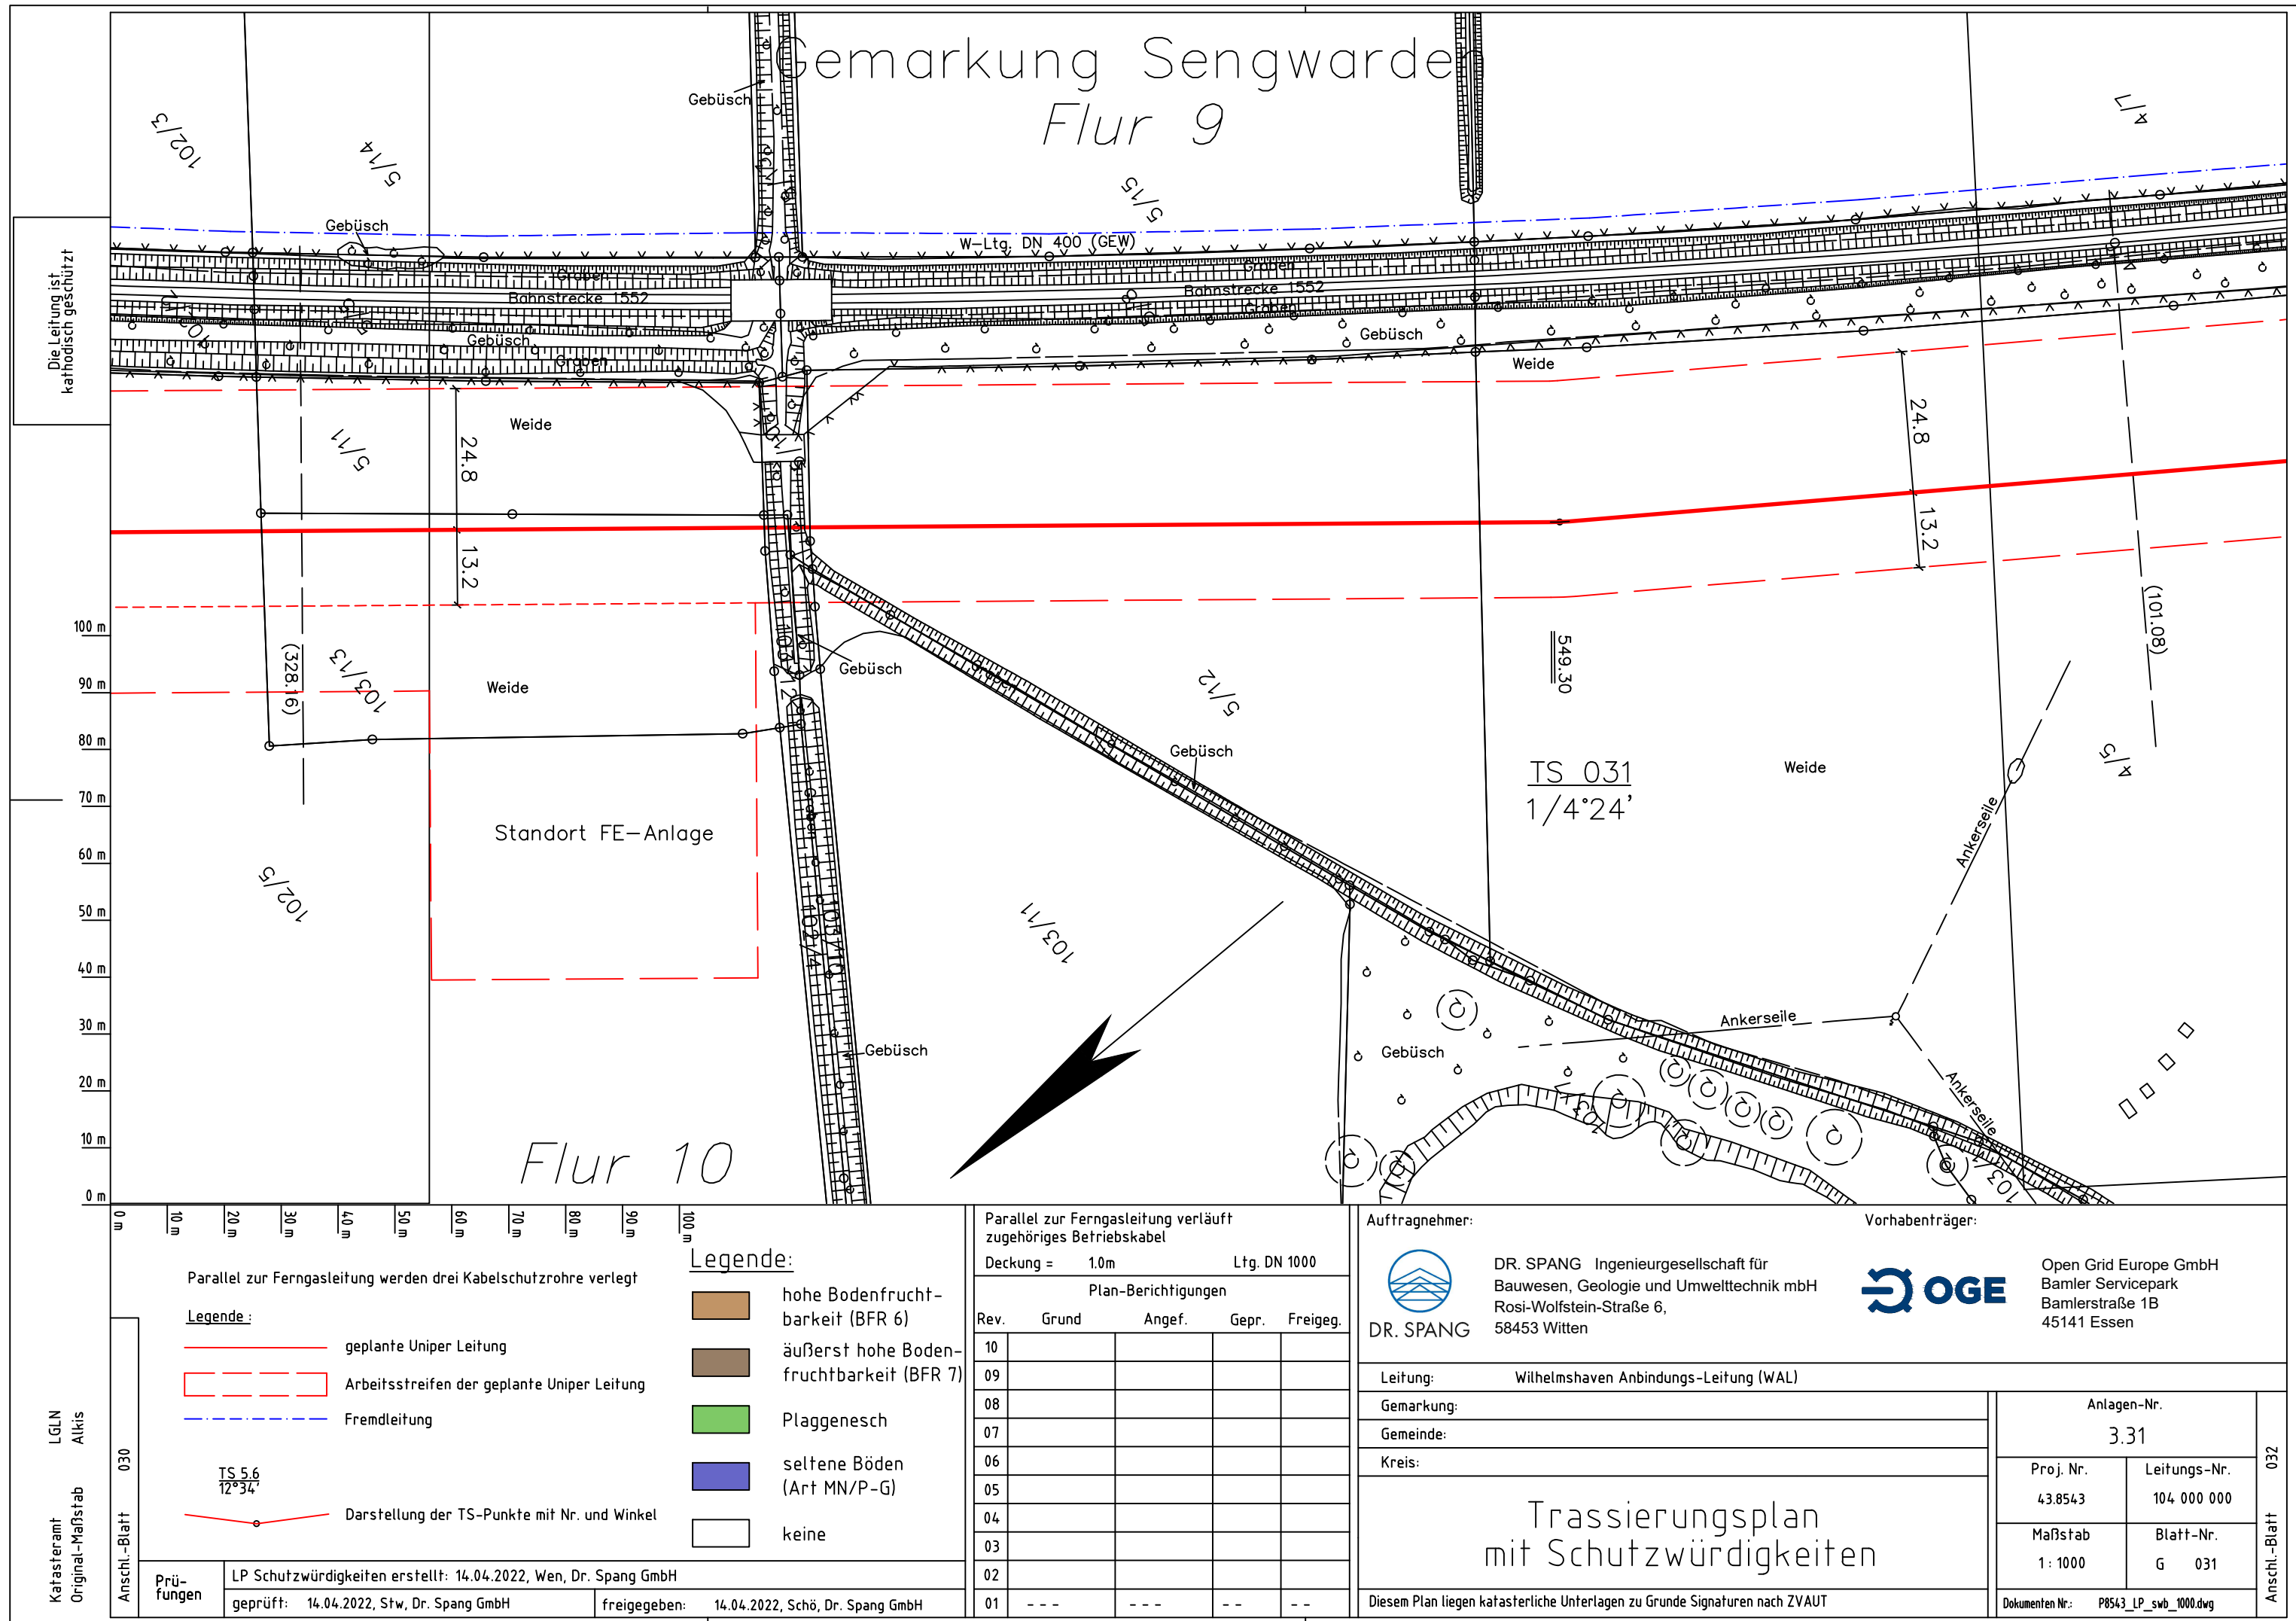 Gemarkung Sengwarden
Flur 9
102/3
5/14
Gebüsch
5/15
4/7
Gebüsch
W-Ltg. DN 400 (GEW)
Graben
Graben
Bahnstrecke 1552
Bahnstrecke 1552
Graben
Gebüsch
Gebüsch
Graben
Weide
Die Leitung ist
kathodisch geschützt
Weide
5/11
24.8
24.8
13.2
13.2
(328.16)
103/13
Weide
Gebüsch
Graben
5/12
549.30
(101.08)
Gebüsch
TS 031
1/4°24'
Weide
4/5
Standort FE-Anlage
Graben
102/5
102/14
103/10
103/11
Ankerseile
Ankerseile
Ankerseile
Gebüsch
Gebüsch
Flur 10
100 m
90 m
80 m
70 m
60 m
50 m
40 m
30 m
20 m
10 m
0 m
0 m
10 m
20 m
30 m
40 m
50 m
60 m
70 m
80 m
90 m
100 m
Parallel zur Ferngasleitung werden drei Kabelschutzrohre verlegt
Legende :
geplante Uniper Leitung
Arbeitsstreifen der geplante Uniper Leitung
Fremdleitung
TS 5.6
12°34'
Darstellung der TS-Punkte mit Nr. und Winkel
Legende:
hohe Bodenfrucht-
barkeit (BFR 6)
äußerst hohe Boden-
fruchtbarkeit (BFR 7)
Plaggenesch
seltene Böden
(Art MN/P-G)
keine
Katasteramt LGLN
Original-Maßstab Alkis
Anschl.-Blatt 030
Prü-
fungen
LP Schutzwürdigkeiten erstellt: 14.04.2022, Wen, Dr. Spang GmbH
geprüft: 14.04.2022, Stw, Dr. Spang GmbH
freigegeben: 14.04.2022, Schö, Dr. Spang GmbH
Parallel zur Ferngasleitung verläuft
zugehöriges Betriebskabel
Deckung = 1.0m Ltg. DN 1000
Plan-Berichtigungen
Rev. Grund Angef. Gepr. Freigeg.
10
09
08
07
06
05
04
03
02
01 --- --- -- --
Auftragnehmer:
DR. SPANG
DR. SPANG Ingenieurgesellschaft für
Bauwesen, Geologie und Umwelttechnik mbH
Rosi-Wolfstein-Straße 6,
58453 Witten
Vorhabenträger:
OGE
Open Grid Europe GmbH
Bamler Servicepark
Bamlerstraße 1B
45141 Essen
Leitung: Wilhelmshaven Anbindungs-Leitung (WAL)
Gemarkung:
Gemeinde:
Kreis:
Trassierungsplan
mit Schutzwürdigkeiten
Diesem Plan liegen katasterliche Unterlagen zu Grunde Signaturen nach ZVAUT
Anlagen-Nr.
3.31
Proj. Nr.
43.8543
Leitungs-Nr.
104 000 000
Maßstab
1 : 1000
Blatt-Nr.
G 031
Dokumenten Nr.: P8543_LP_swb_1000.dwg
Anschl.-Blatt 032